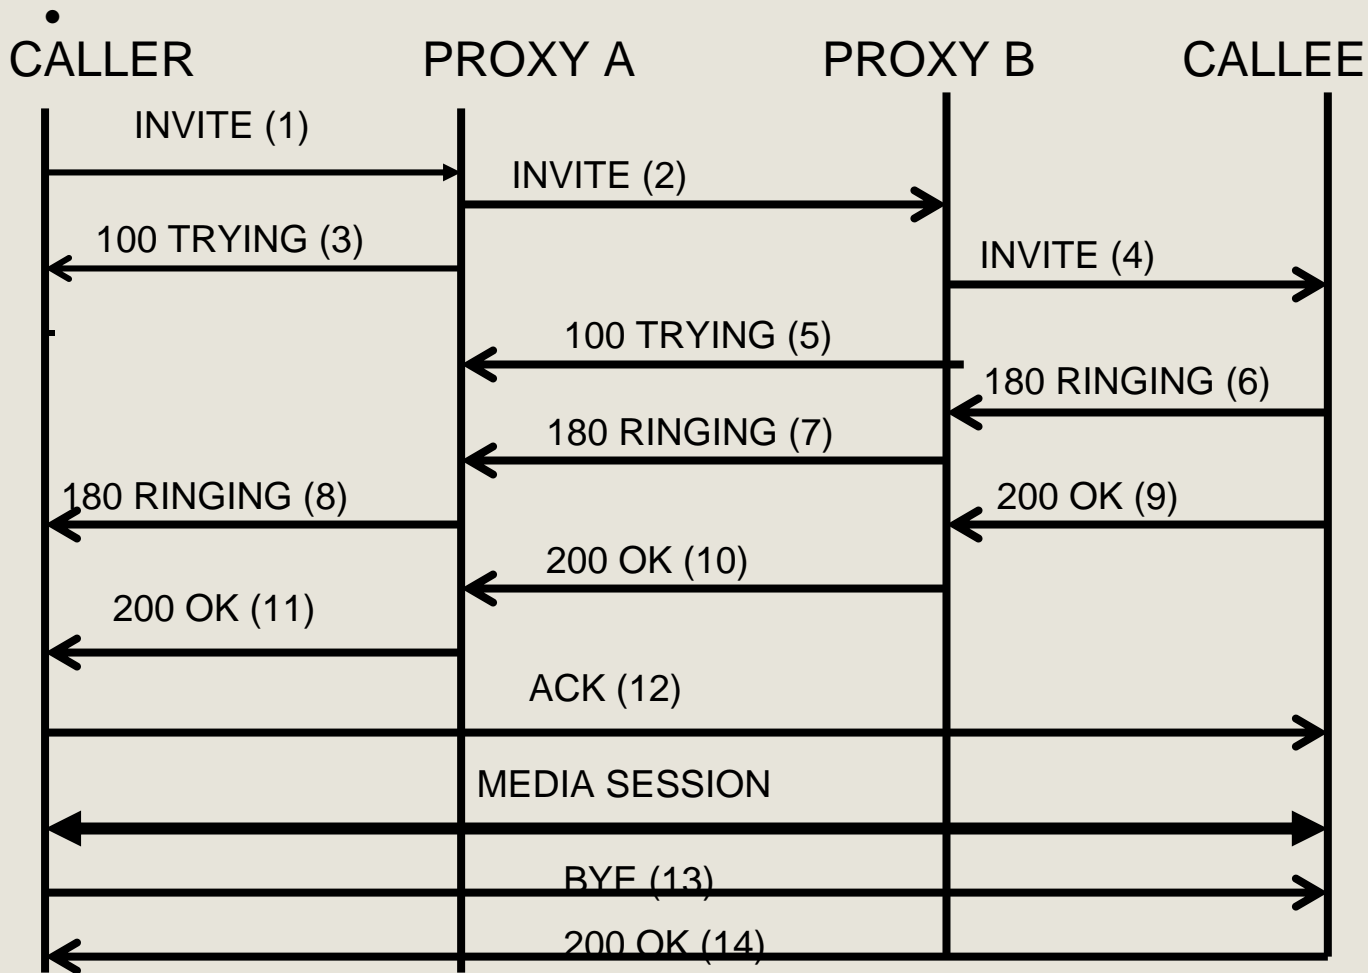 •
CALLER PROXY A PROXY B CALLEE
INVITE (1)
INVITE (2)
100 TRYING (3)
INVITE (4)
100 TRYING (5)
180 RINGING (6)
180 RINGING (7)
180 RINGING (8) 200 OK (9)
200 OK (10)
200 OK (11)
ACK (12)
MEDIA SESSION
BYE (13)
200 OK (14)